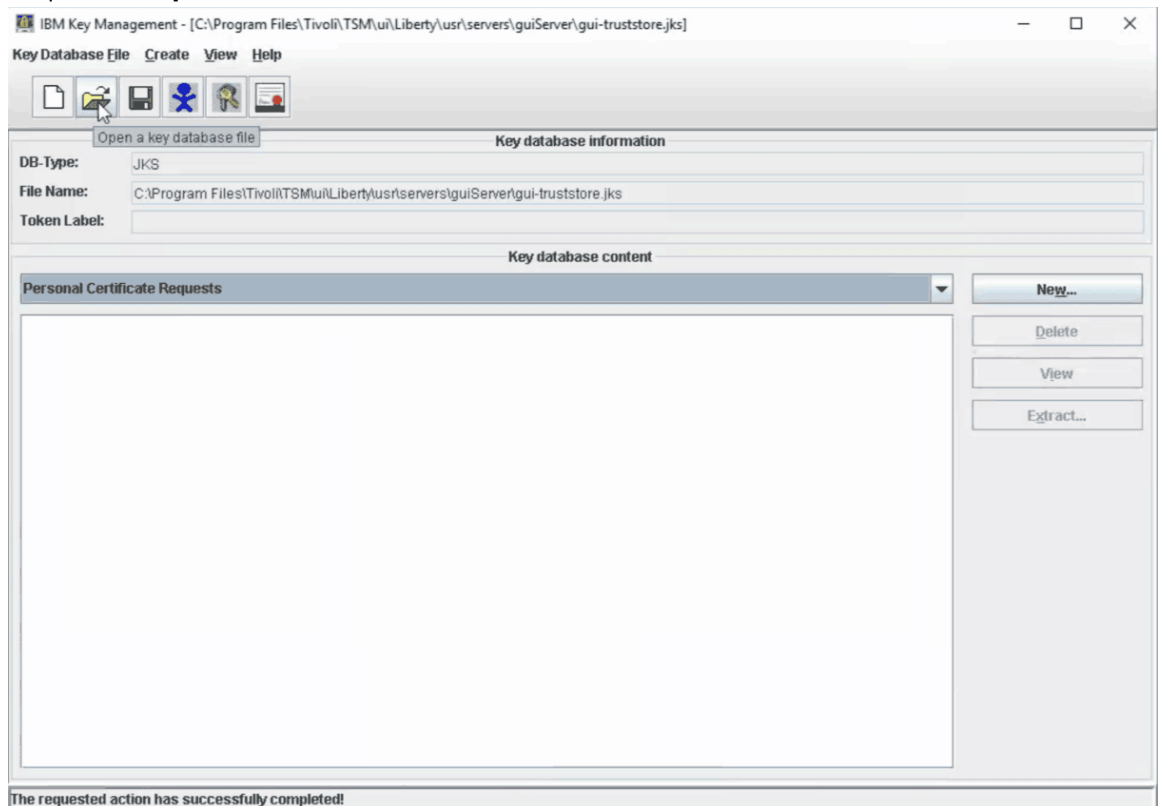 IBM Key Management - [C:\Program Files\Tivoli\TSM\ui\Liberty\usr\servers\guiServer\gui-truststore.jks]
Key Database File Create View Help
Open a key database file
Key database information
DB-Type: JKS
File Name: C:\Program Files\Tivoli\TSM\ui\Liberty\usr\servers\guiServer\gui-truststore.jks
Token Label:
Key database content
Personal Certificate Requests
New...
Delete
View
Extract...
The requested action has successfully completed!